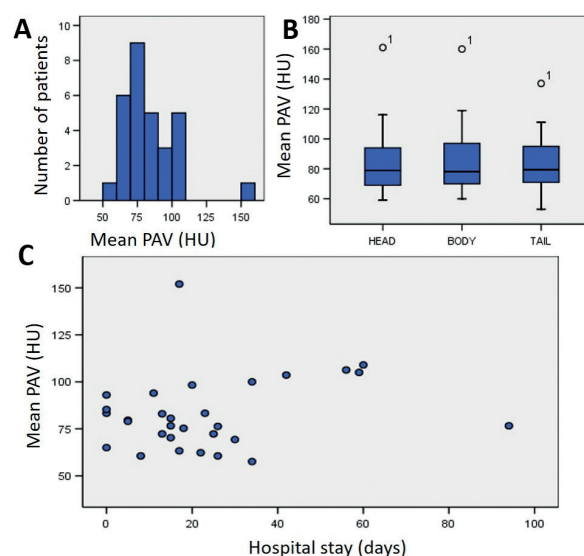 A
Number of patients
10
8
6
4
2
0
50 75 100 125 150
Mean PAV (HU)
B
Mean PAV (HU)
180
160
140
120
100
80
60
1
1
1
HEAD BODY TAIL
C
Mean PAV (HU)
150
100
75
50
0 20 40 60 80 100
Hospital stay (days)